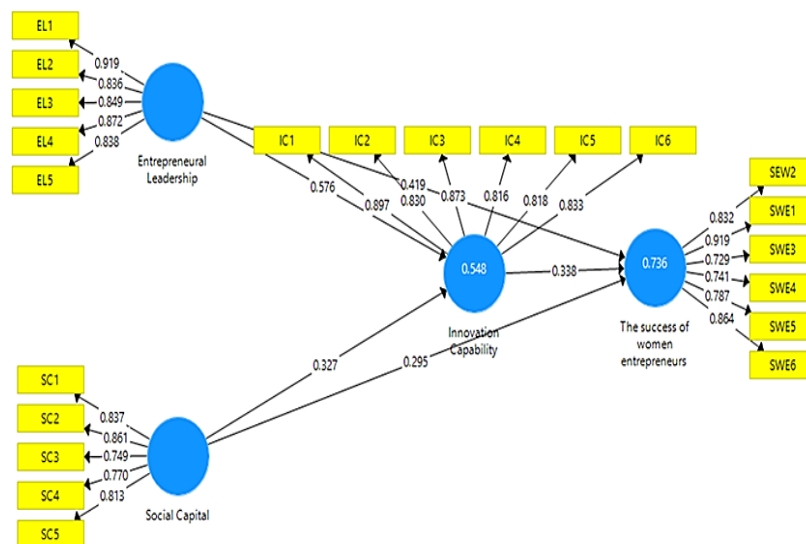 EL1
EL2
EL3
EL4
EL5
0.919
0.836
0.849
0.872
0.838
Entrepreneural
Leadership
0.576
0.419
IC1
IC2
IC3
IC4
IC5
IC6
0.897
0.830
0.873
0.816
0.818
0.833
0.548
Innovation
Capability
0.338
0.736
The success of
women
entrepreneurs
0.832
0.919
0.729
0.741
0.787
0.864
SEW2
SWE1
SWE3
SWE4
SWE5
SWE6
0.327
0.295
SC1
SC2
SC3
SC4
SC5
0.837
0.861
0.749
0.770
0.813
Social Capital